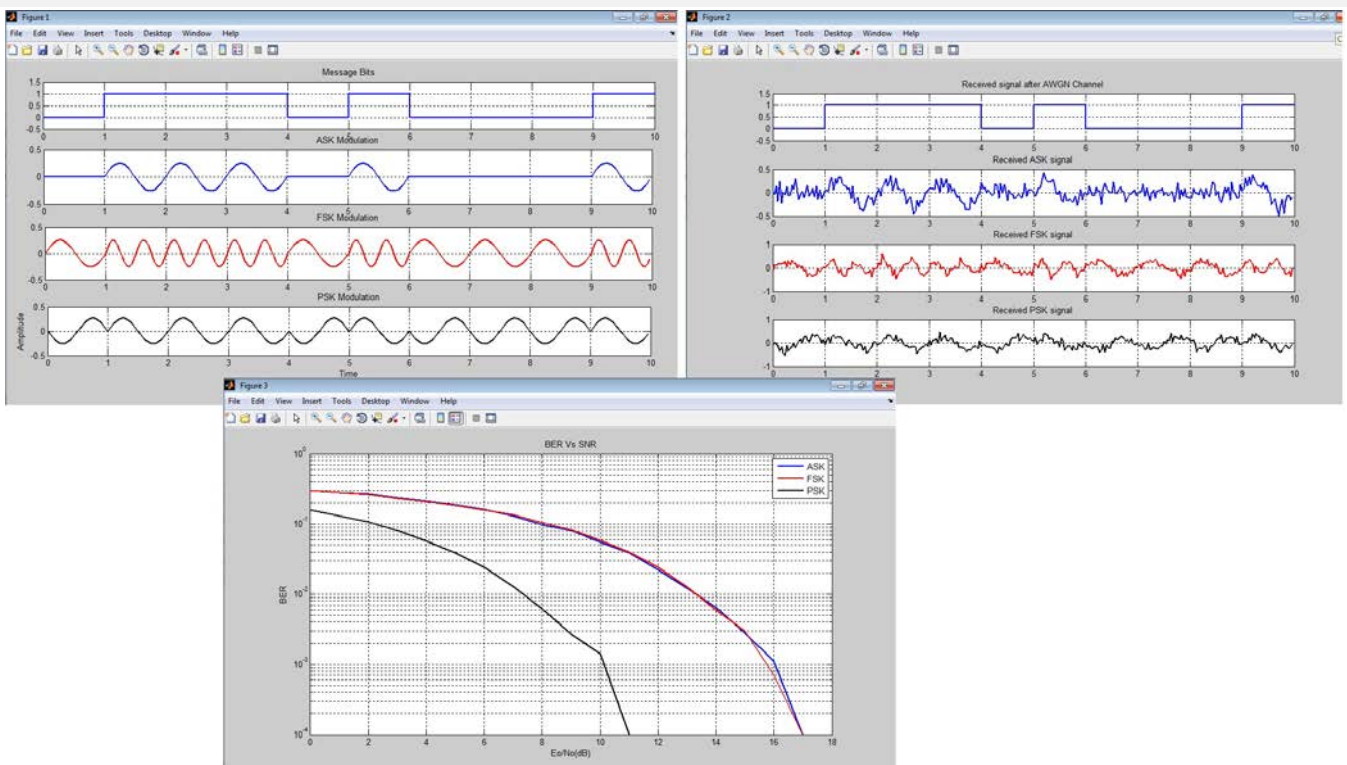 Figure 1
File Edit View Insert Tools Desktop Window Help
Message Bits
1.5
1
0.5
0
-0.5
0 1 2 3 4 5 6 7 8 9 10
ASK Modulation
0.5
0
-0.5
0 1 2 3 4 5 6 7 8 9 10
FSK Modulation
0.5
0
-0.5
0 1 2 3 4 5 6 7 8 9 10
PSK Modulation
0.5
0
-0.5
0 1 2 3 4 5 6 7 8 9 10
Amplitude
Time
Figure 2
File Edit View Insert Tools Desktop Window Help
Received signal after AWGN Channel
1.5
1
0.5
0
-0.5
0 1 2 3 4 5 6 7 8 9 10
Received ASK signal
0.5
0
-0.5
0 1 2 3 4 5 6 7 8 9 10
Received FSK signal
1
0
-1
0 1 2 3 4 5 6 7 8 9 10
Received PSK signal
1
0
-1
0 1 2 3 4 5 6 7 8 9 10
Figure 3
File Edit View Insert Tools Desktop Window Help
BER Vs SNR
10^0
10^-1
10^-2
10^-3
10^-4
BER
0 2 4 6 8 10 12 14 16 18
Eo/No(dB)
ASK
FSK
PSK